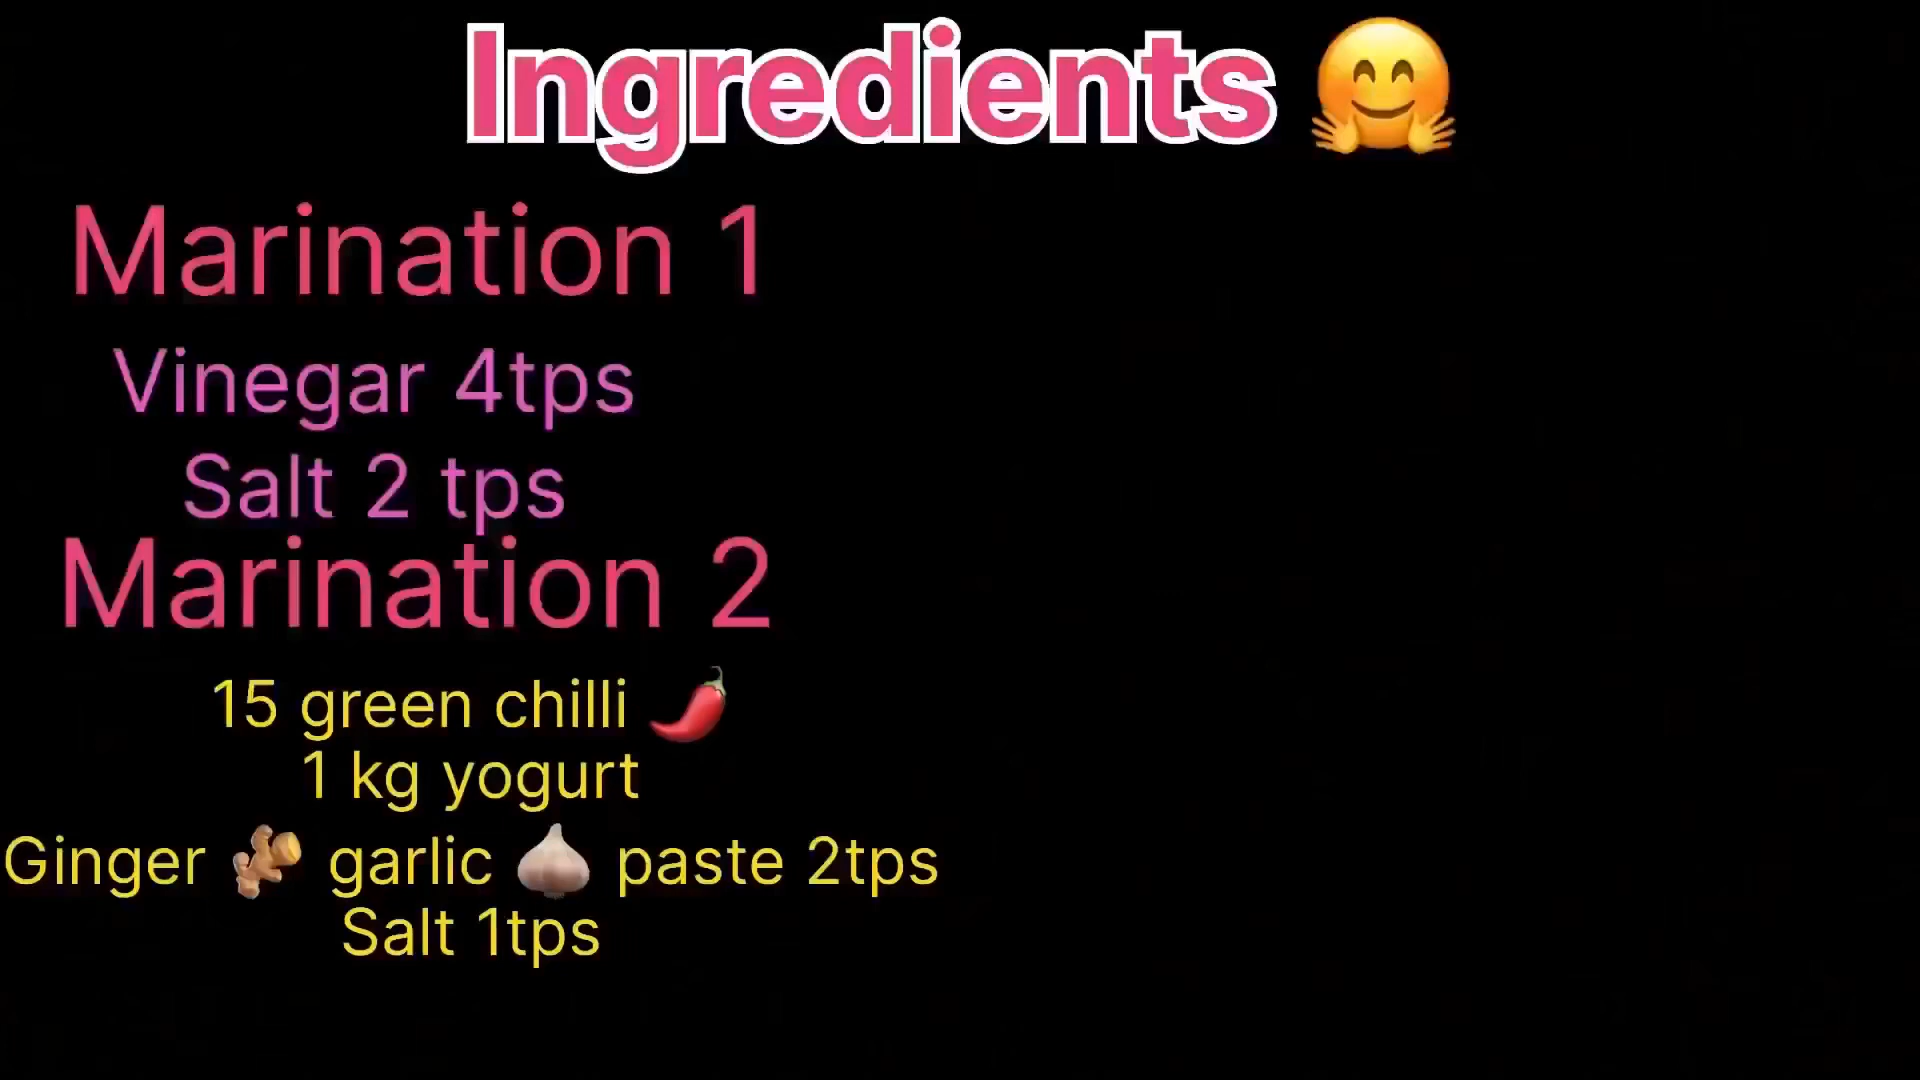 Ingredients 🤗
Marination 1
Vinegar 4tps
Salt 2 tps
Marination 2
15 green chilli 🌶️
1 kg yogurt
Ginger 🫚 garlic 🧄 paste 2tps
Salt 1tps